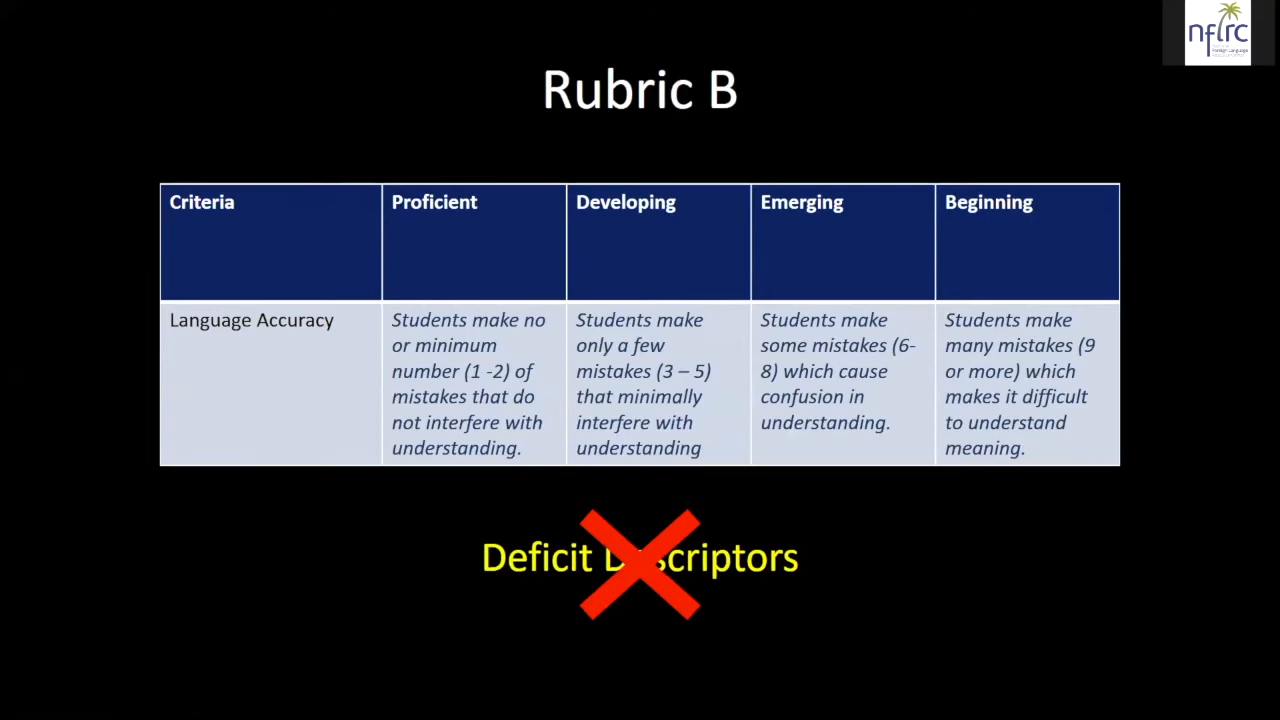 nflrc
Foreign Language
Rubric B
Criteria
Proficient
Developing
Emerging
Beginning
Language Accuracy
Students make no
or minimum
number (1 -2) of
mistakes that do
not interfere with
understanding.
Students make
only a few
mistakes (3 – 5)
that minimally
interfere with
understanding
Students make
some mistakes (6-
8) which cause
confusion in
understanding.
Students make
many mistakes (9
or more) which
makes it difficult
to understand
meaning.
Deficit Descriptors